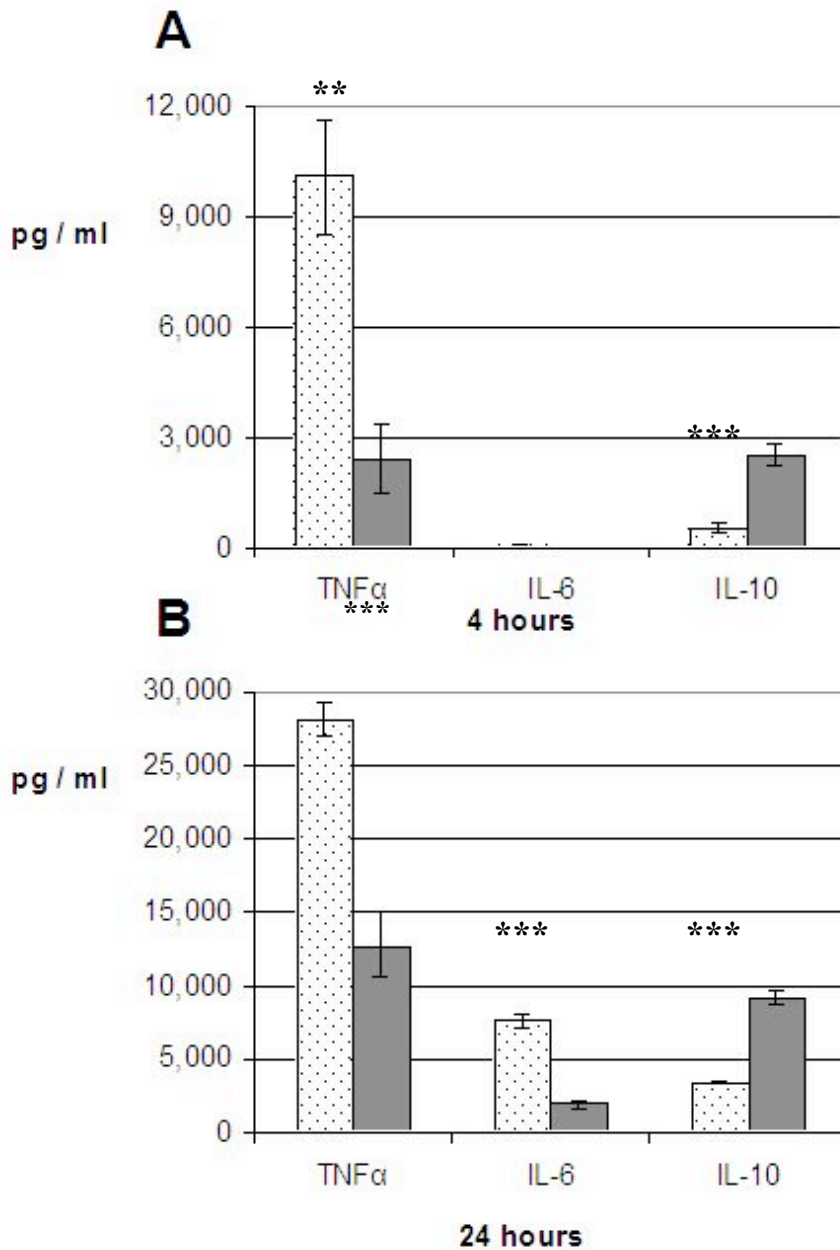 A
**
12,000
9,000
pg / ml
6,000
3,000
***
0
TNFα IL-6 IL-10
***
4 hours
B
30,000
25,000
pg / ml
20,000
15,000
*** ***
10,000
5,000
0
TNFα IL-6 IL-10
24 hours